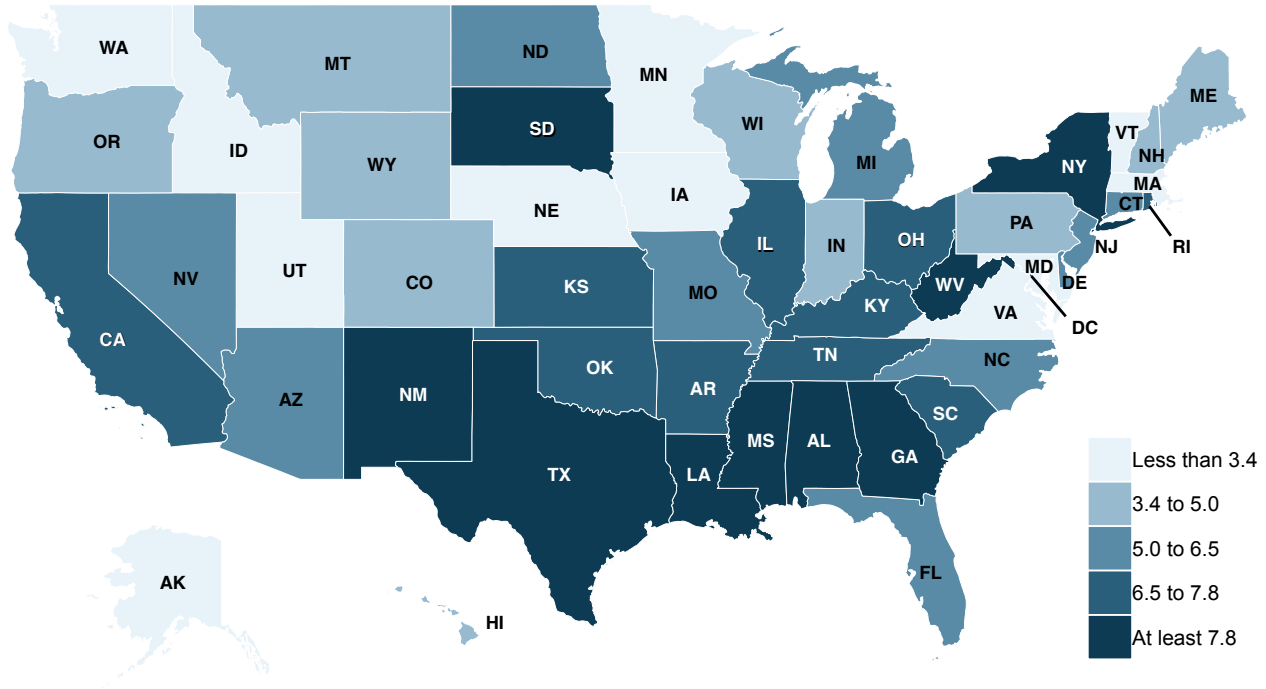 WA
MT
ND
MN
ME
SD
WI
VT
OR
ID
WY
MI
NH
NY
MA
NE
IA
CT
PA
RI
IL
IN
OH
NJ
NV
UT
CO
KS
MO
WV
MD
DE
KY
VA
DC
CA
TN
NC
OK
AR
AZ
NM
SC
MS
AL
GA
TX
LA
Less than 3.4
3.4 to 5.0
5.0 to 6.5
FL
AK
6.5 to 7.8
HI
At least 7.8